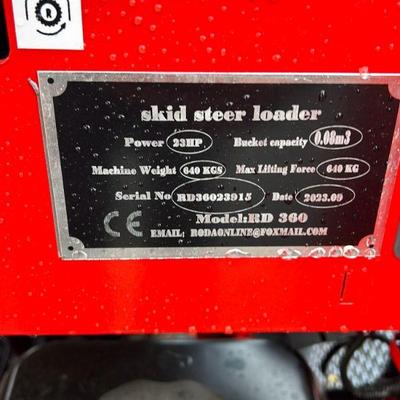 skid steer loader
Power 23HP Bucket capacity 0.08m3
Machine Weight 640 KGS Max Lifting Force 640 KG
Serial No RD36023915 Date 2023.09
Model:RD 360
CE EMAIL: RODAONLINE@FOXMAIL.COM